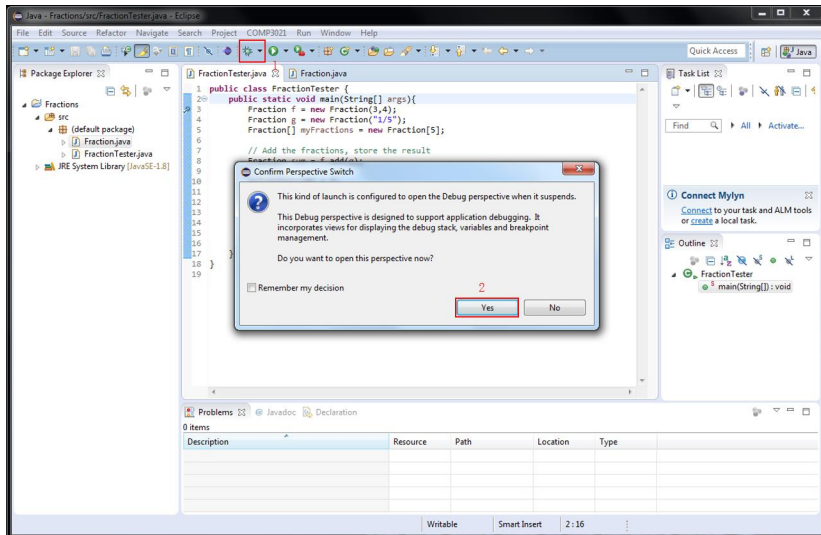 Java - Fractions/src/FractionTester.java - Eclipse
File Edit Source Refactor Navigate Search Project COMP3021 Run Window Help
Quick Access
Java
1
Package Explorer
FractionTester.java
Fraction.java
Task List
Fractions
src
(default package)
Fraction.java
FractionTester.java
JRE System Library [JavaSE-1.8]
1 public class FractionTester {
2 public static void main(String[] args){
3 Fraction f = new Fraction(3,4);
4 Fraction g = new Fraction("1/5");
5 Fraction[] myFractions = new Fraction[5];
6
7 // Add the fractions, store the result
8 Fraction sum = f.add(g);
9
10
11
12
13
14
15
16
17 }
18 }
19
Confirm Perspective Switch
This kind of launch is configured to open the Debug perspective when it suspends.
This Debug perspective is designed to support application debugging. It
incorporates views for displaying the debug stack, variables and breakpoint
management.
Do you want to open this perspective now?
Remember my decision
2
Yes
No
Find
All
Activate...
Connect Mylyn
Connect to your task and ALM tools
or create a local task.
Outline
FractionTester
main(String[]) : void
Problems
@ Javadoc
Declaration
0 items
Description Resource Path Location Type
Writable Smart Insert 2 : 16